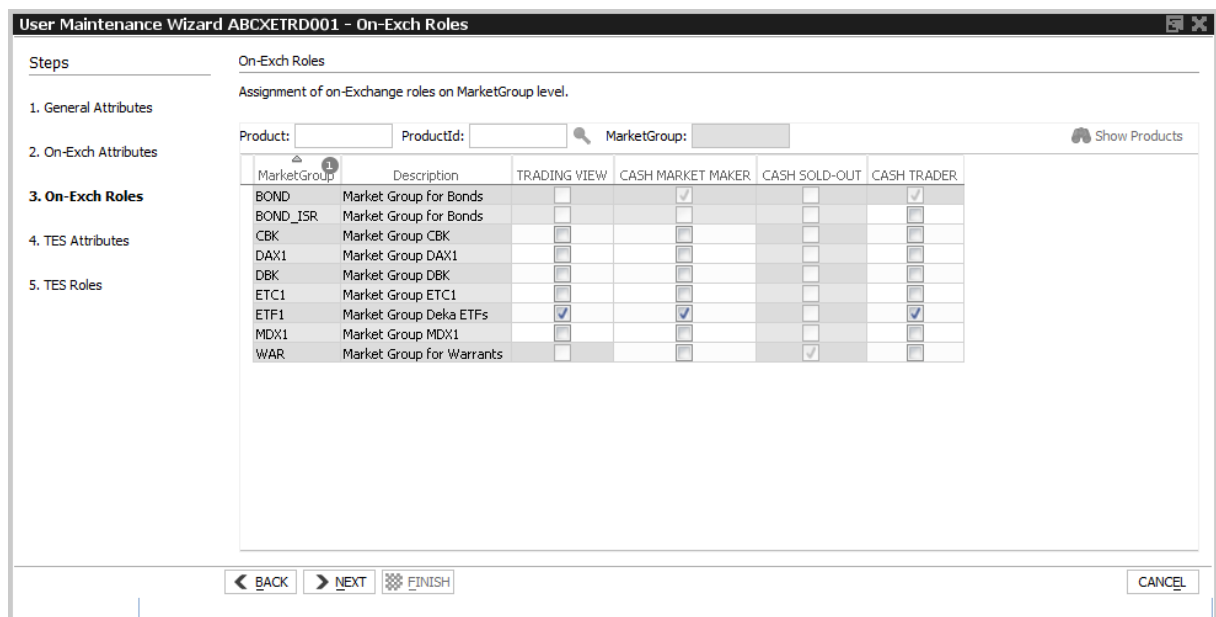 User Maintenance Wizard ABCXETRD001 - On-Exch Roles
Steps
1. General Attributes
2. On-Exch Attributes
3. On-Exch Roles
4. TES Attributes
5. TES Roles
On-Exch Roles
Assignment of on-Exchange roles on MarketGroup level.
Product: ProductId: MarketGroup: Show Products
MarketGroup 1 Description TRADING VIEW CASH MARKET MAKER CASH SOLD-OUT CASH TRADER
BOND Market Group for Bonds
BOND_ISR Market Group for Bonds
CBK Market Group CBK
DAX1 Market Group DAX1
DBK Market Group DBK
ETC1 Market Group ETC1
ETF1 Market Group Deka ETFs
MDX1 Market Group MDX1
WAR Market Group for Warrants
BACK NEXT FINISH CANCEL